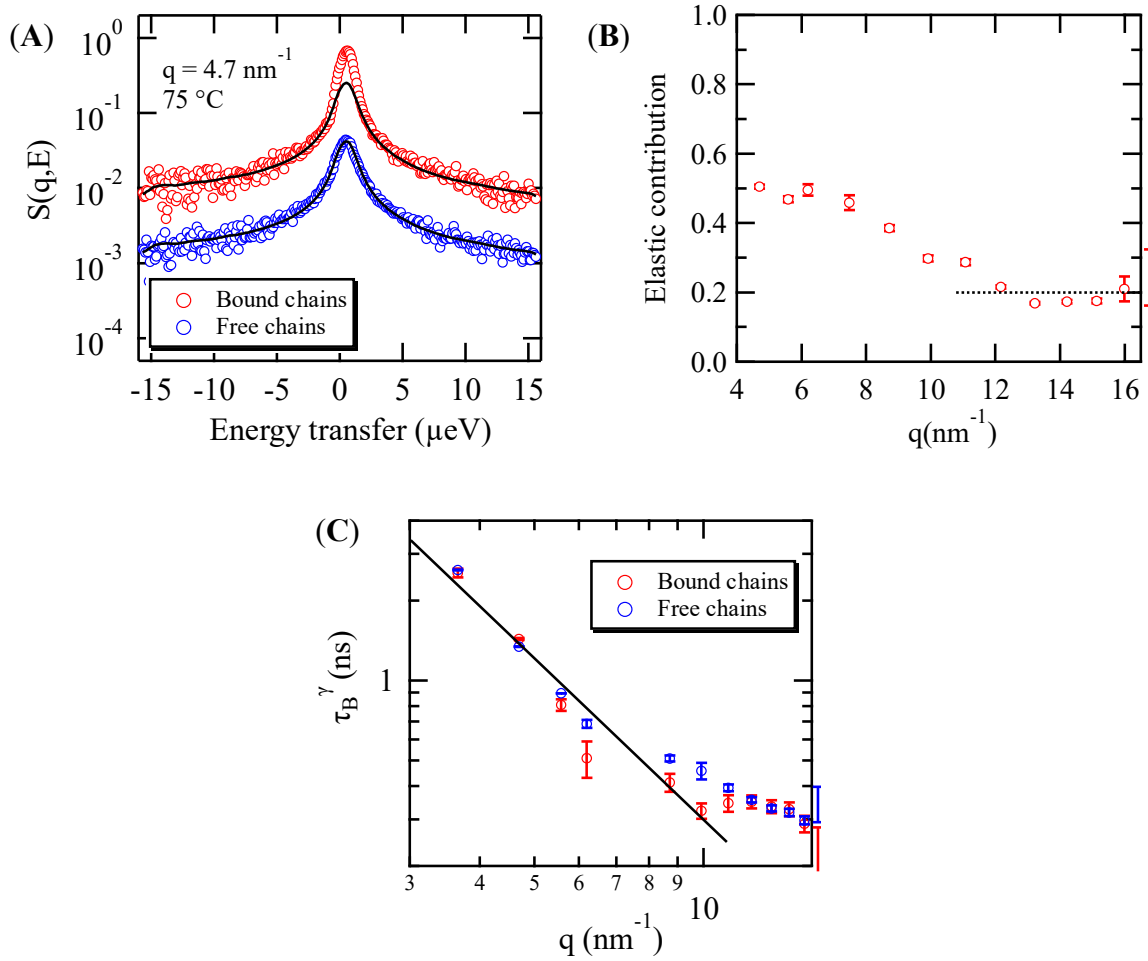 (A)
S(q,E)
10^0
10^-1
10^-2
10^-3
10^-4
q = 4.7 nm^-1
75 °C
Bound chains
Free chains
-15 -10 -5 0 5 10 15
Energy transfer (µeV)
(B)
Elastic contribution
1.0
0.8
0.6
0.4
0.2
0.0
4 6 8 10 12 14 16
q(nm^-1)
(C)
τ_B^γ (ns)
1
Bound chains
Free chains
3 4 5 6 7 8 9 10
q (nm^-1)